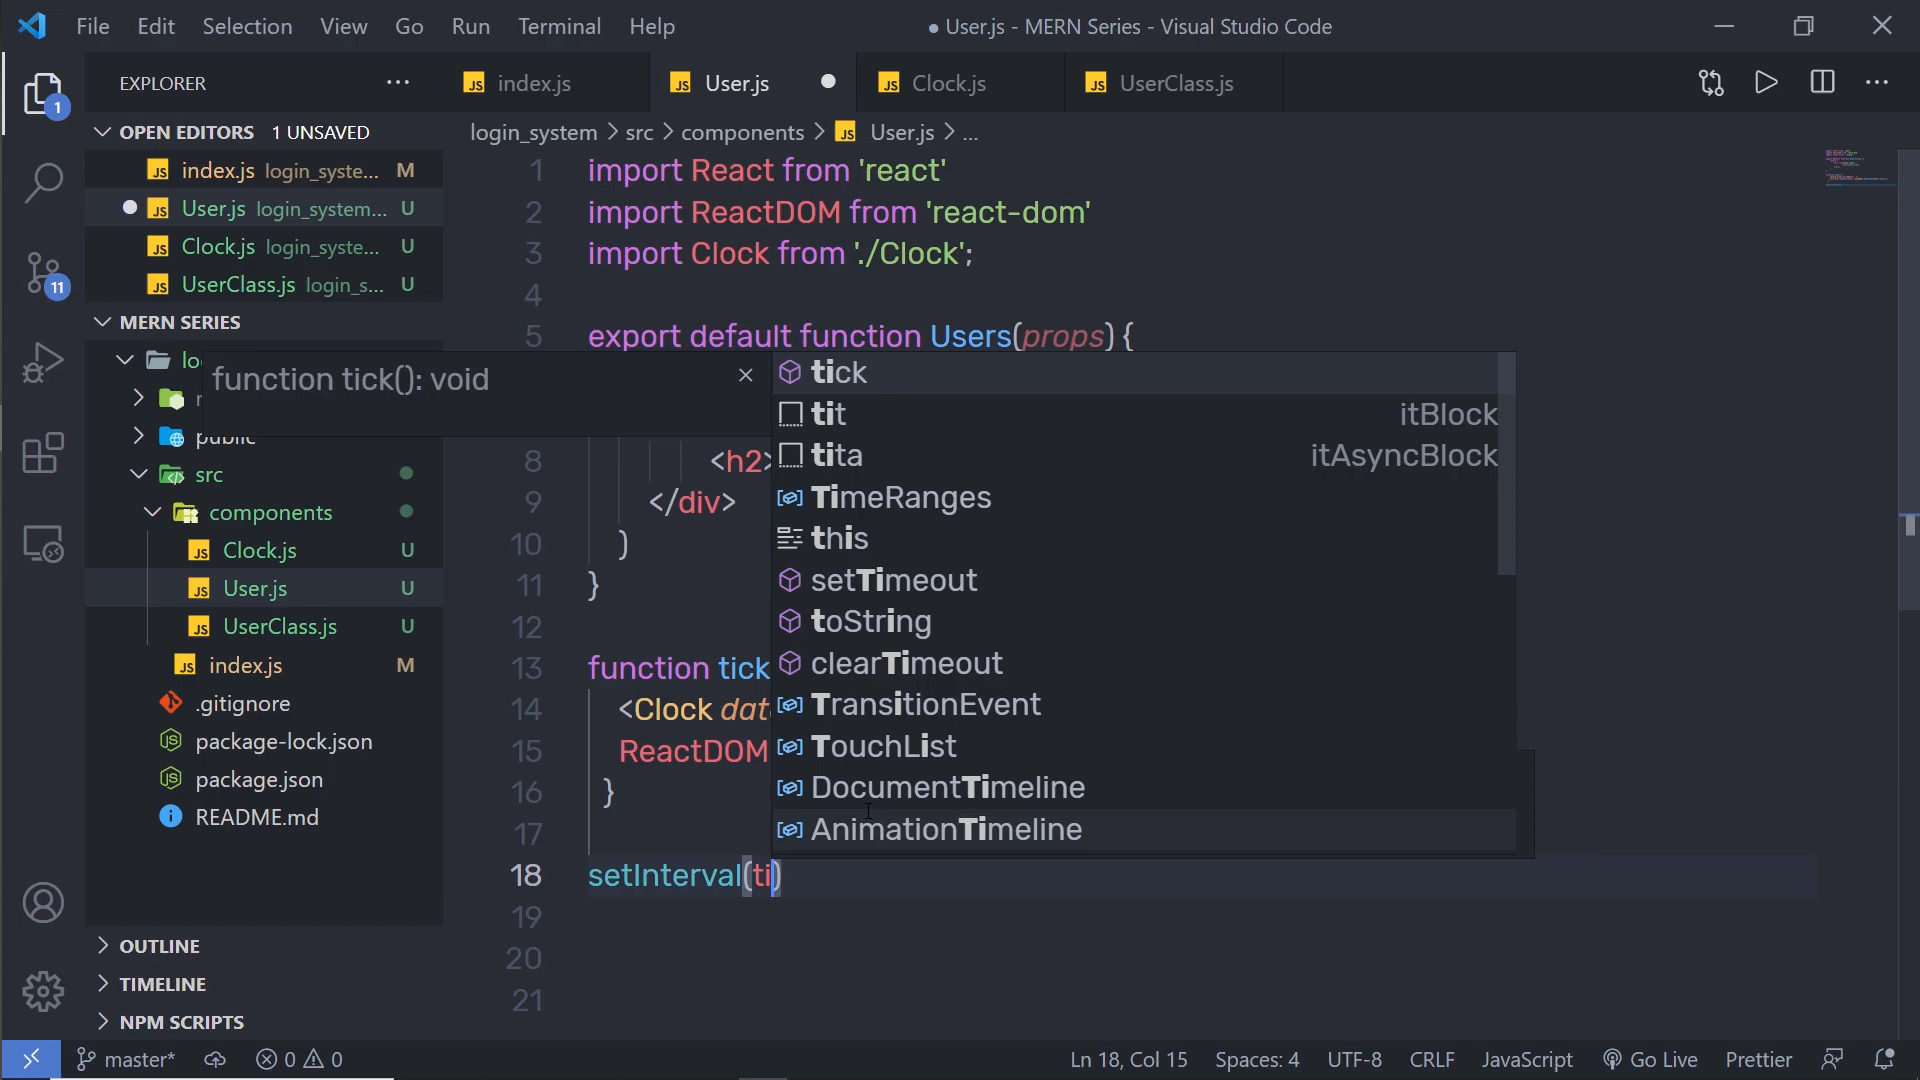 File Edit Selection View Go Run Terminal Help
● User.js - MERN Series - Visual Studio Code
EXPLORER ···
index.js
User.js
Clock.js
UserClass.js
1
OPEN EDITORS 1 UNSAVED
login_system > src > components > User.js > ...
index.js login_syste... M
User.js login_system... U
Clock.js login_syste... U
UserClass.js login_s... U
11
MERN SERIES
public
src
components
Clock.js U
User.js U
UserClass.js U
index.js M
.gitignore
package-lock.json
package.json
README.md
OUTLINE
TIMELINE
NPM SCRIPTS
1 import React from 'react'
2 import ReactDOM from 'react-dom'
3 import Clock from './Clock';
4
5 export default function Users(props) {
function tick(): void ×
8 <h2>
9 </div>
10 )
11 }
12
13 function tick
14 <Clock dat
15 ReactDOM
16 }
17
18 setInterval(ti)
19
20
21
tick
tit itBlock
tita itAsyncBlock
TimeRanges
this
setTimeout
toString
clearTimeout
TransitionEvent
TouchList
DocumentTimeline
AnimationTimeline
master* 0 0
Ln 18, Col 15 Spaces: 4 UTF-8 CRLF JavaScript Go Live Prettier